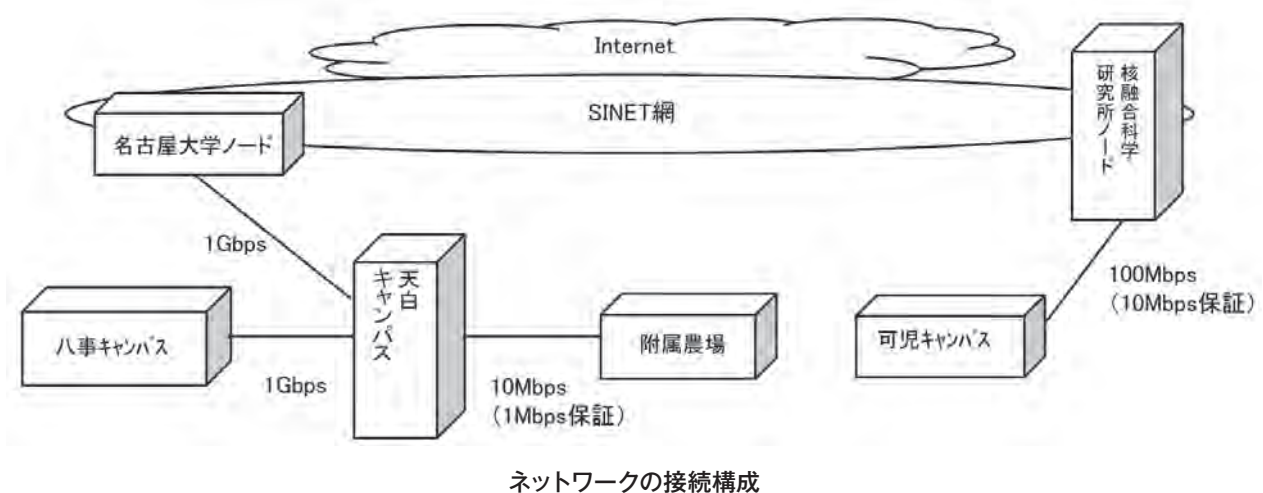 Internet
SINET網
名古屋大学ノード
核融合科学
研究所ノード
1Gbps
天白
キャンパス
八事キャンパス
1Gbps
10Mbps
(1Mbps保証)
附属農場
可児キャンパス
100Mbps
(10Mbps保証)
ネットワークの接続構成